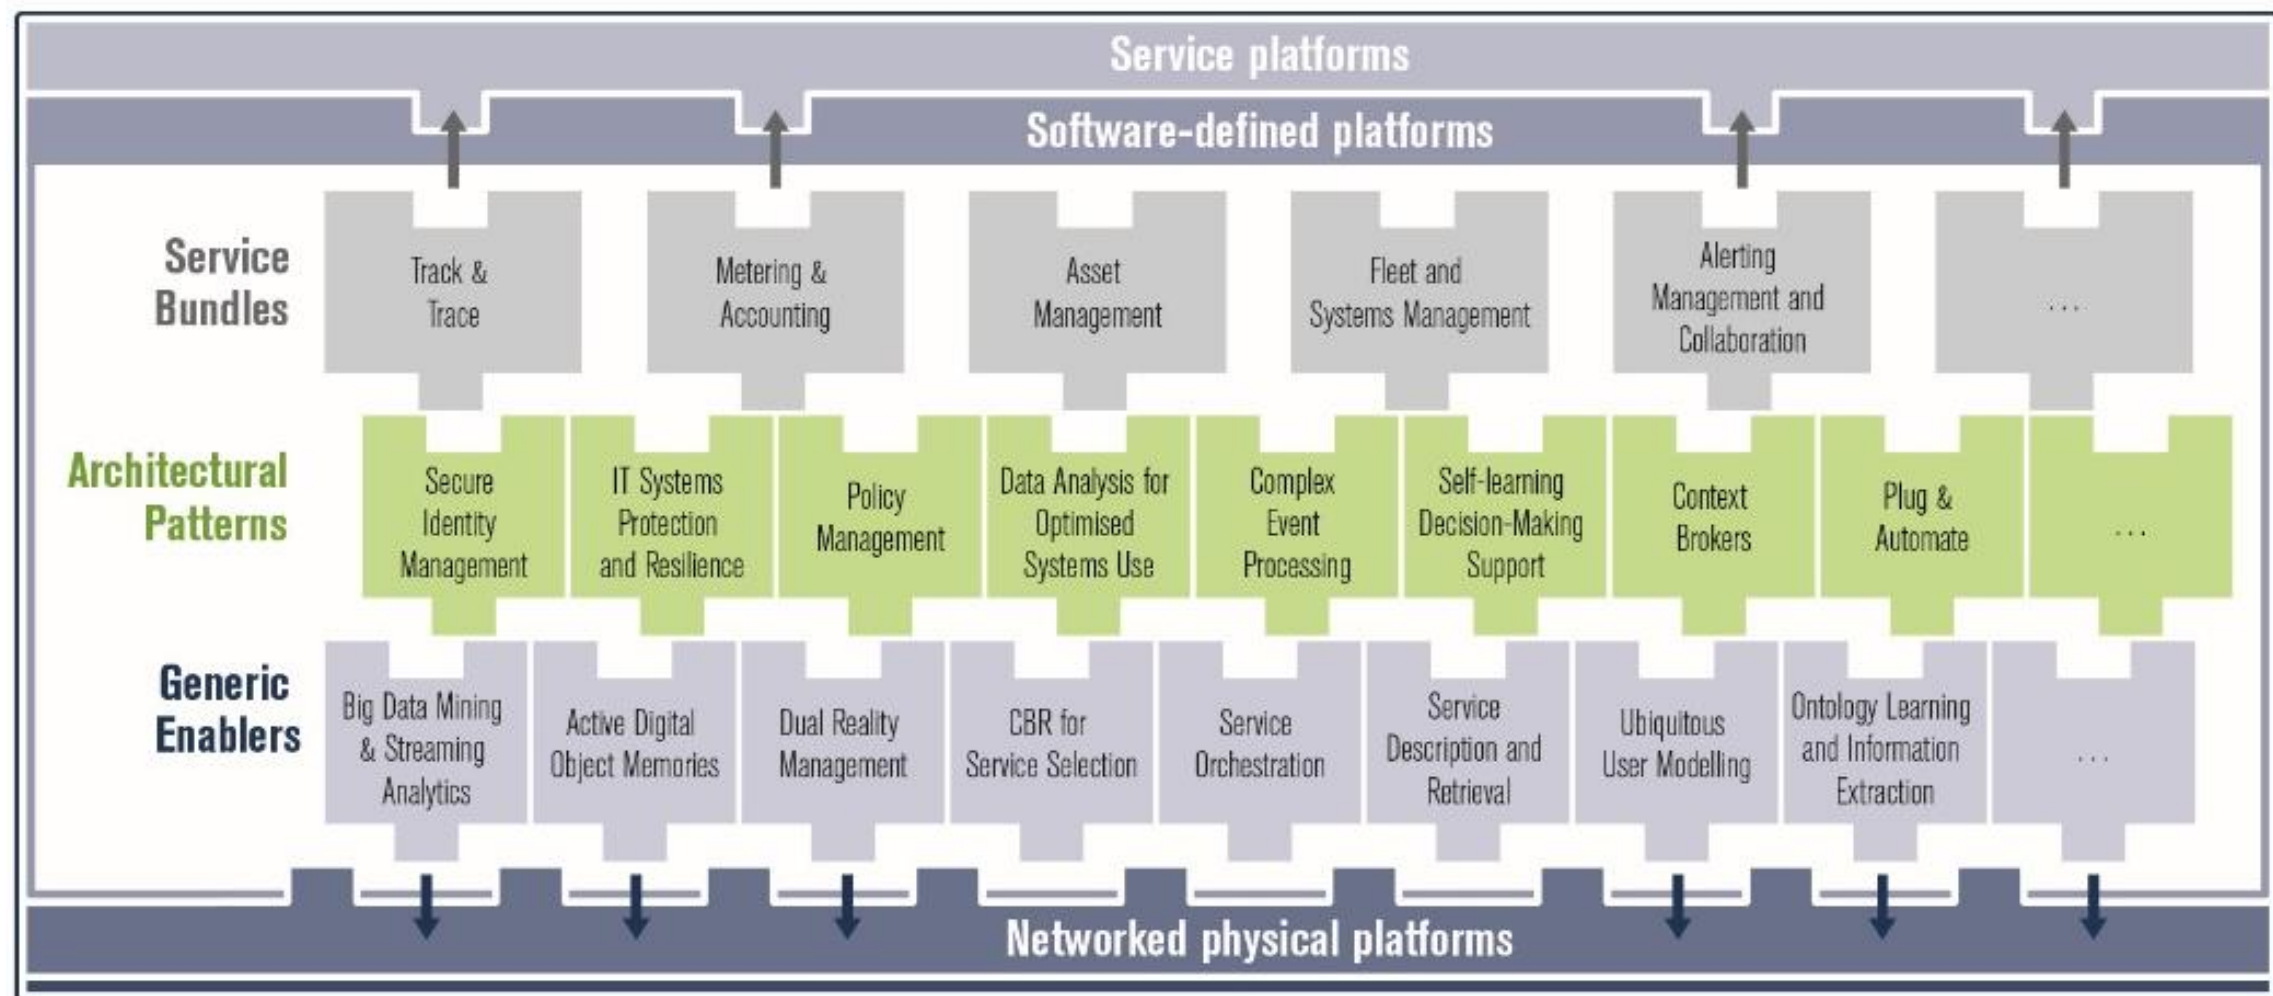 Service platforms
Software-defined platforms
Service
Bundles
Track &
Trace
Metering &
Accounting
Asset
Management
Fleet and
Systems Management
Alerting
Management and
Collaboration
...
Architectural
Patterns
Secure
Identity
Management
IT Systems
Protection
and Resilience
Policy
Management
Data Analysis for
Optimised
Systems Use
Complex
Event
Processing
Self-learning
Decision-Making
Support
Context
Brokers
Plug &
Automate
...
Generic
Enablers
Big Data Mining
& Streaming
Analytics
Active Digital
Object Memories
Dual Reality
Management
CBR for
Service Selection
Service
Orchestration
Service
Description and
Retrieval
Ubiquitous
User Modelling
Ontology Learning
and Information
Extraction
...
Networked physical platforms